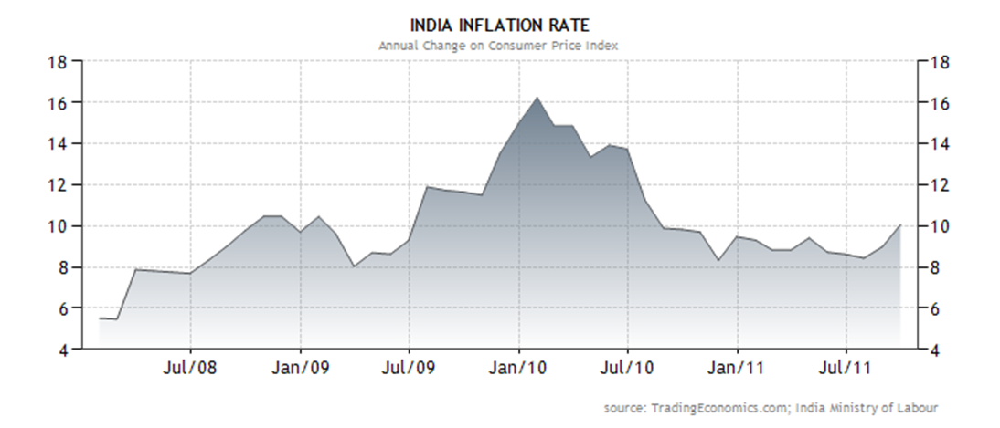 INDIA INFLATION RATE
Annual Change on Consumer Price Index
18 18
16 16
14 14
12 12
10 10
8 8
6 6
4 4
Jul/08 Jan/09 Jul/09 Jan/10 Jul/10 Jan/11 Jul/11
source: TradingEconomics.com; India Ministry of Labour